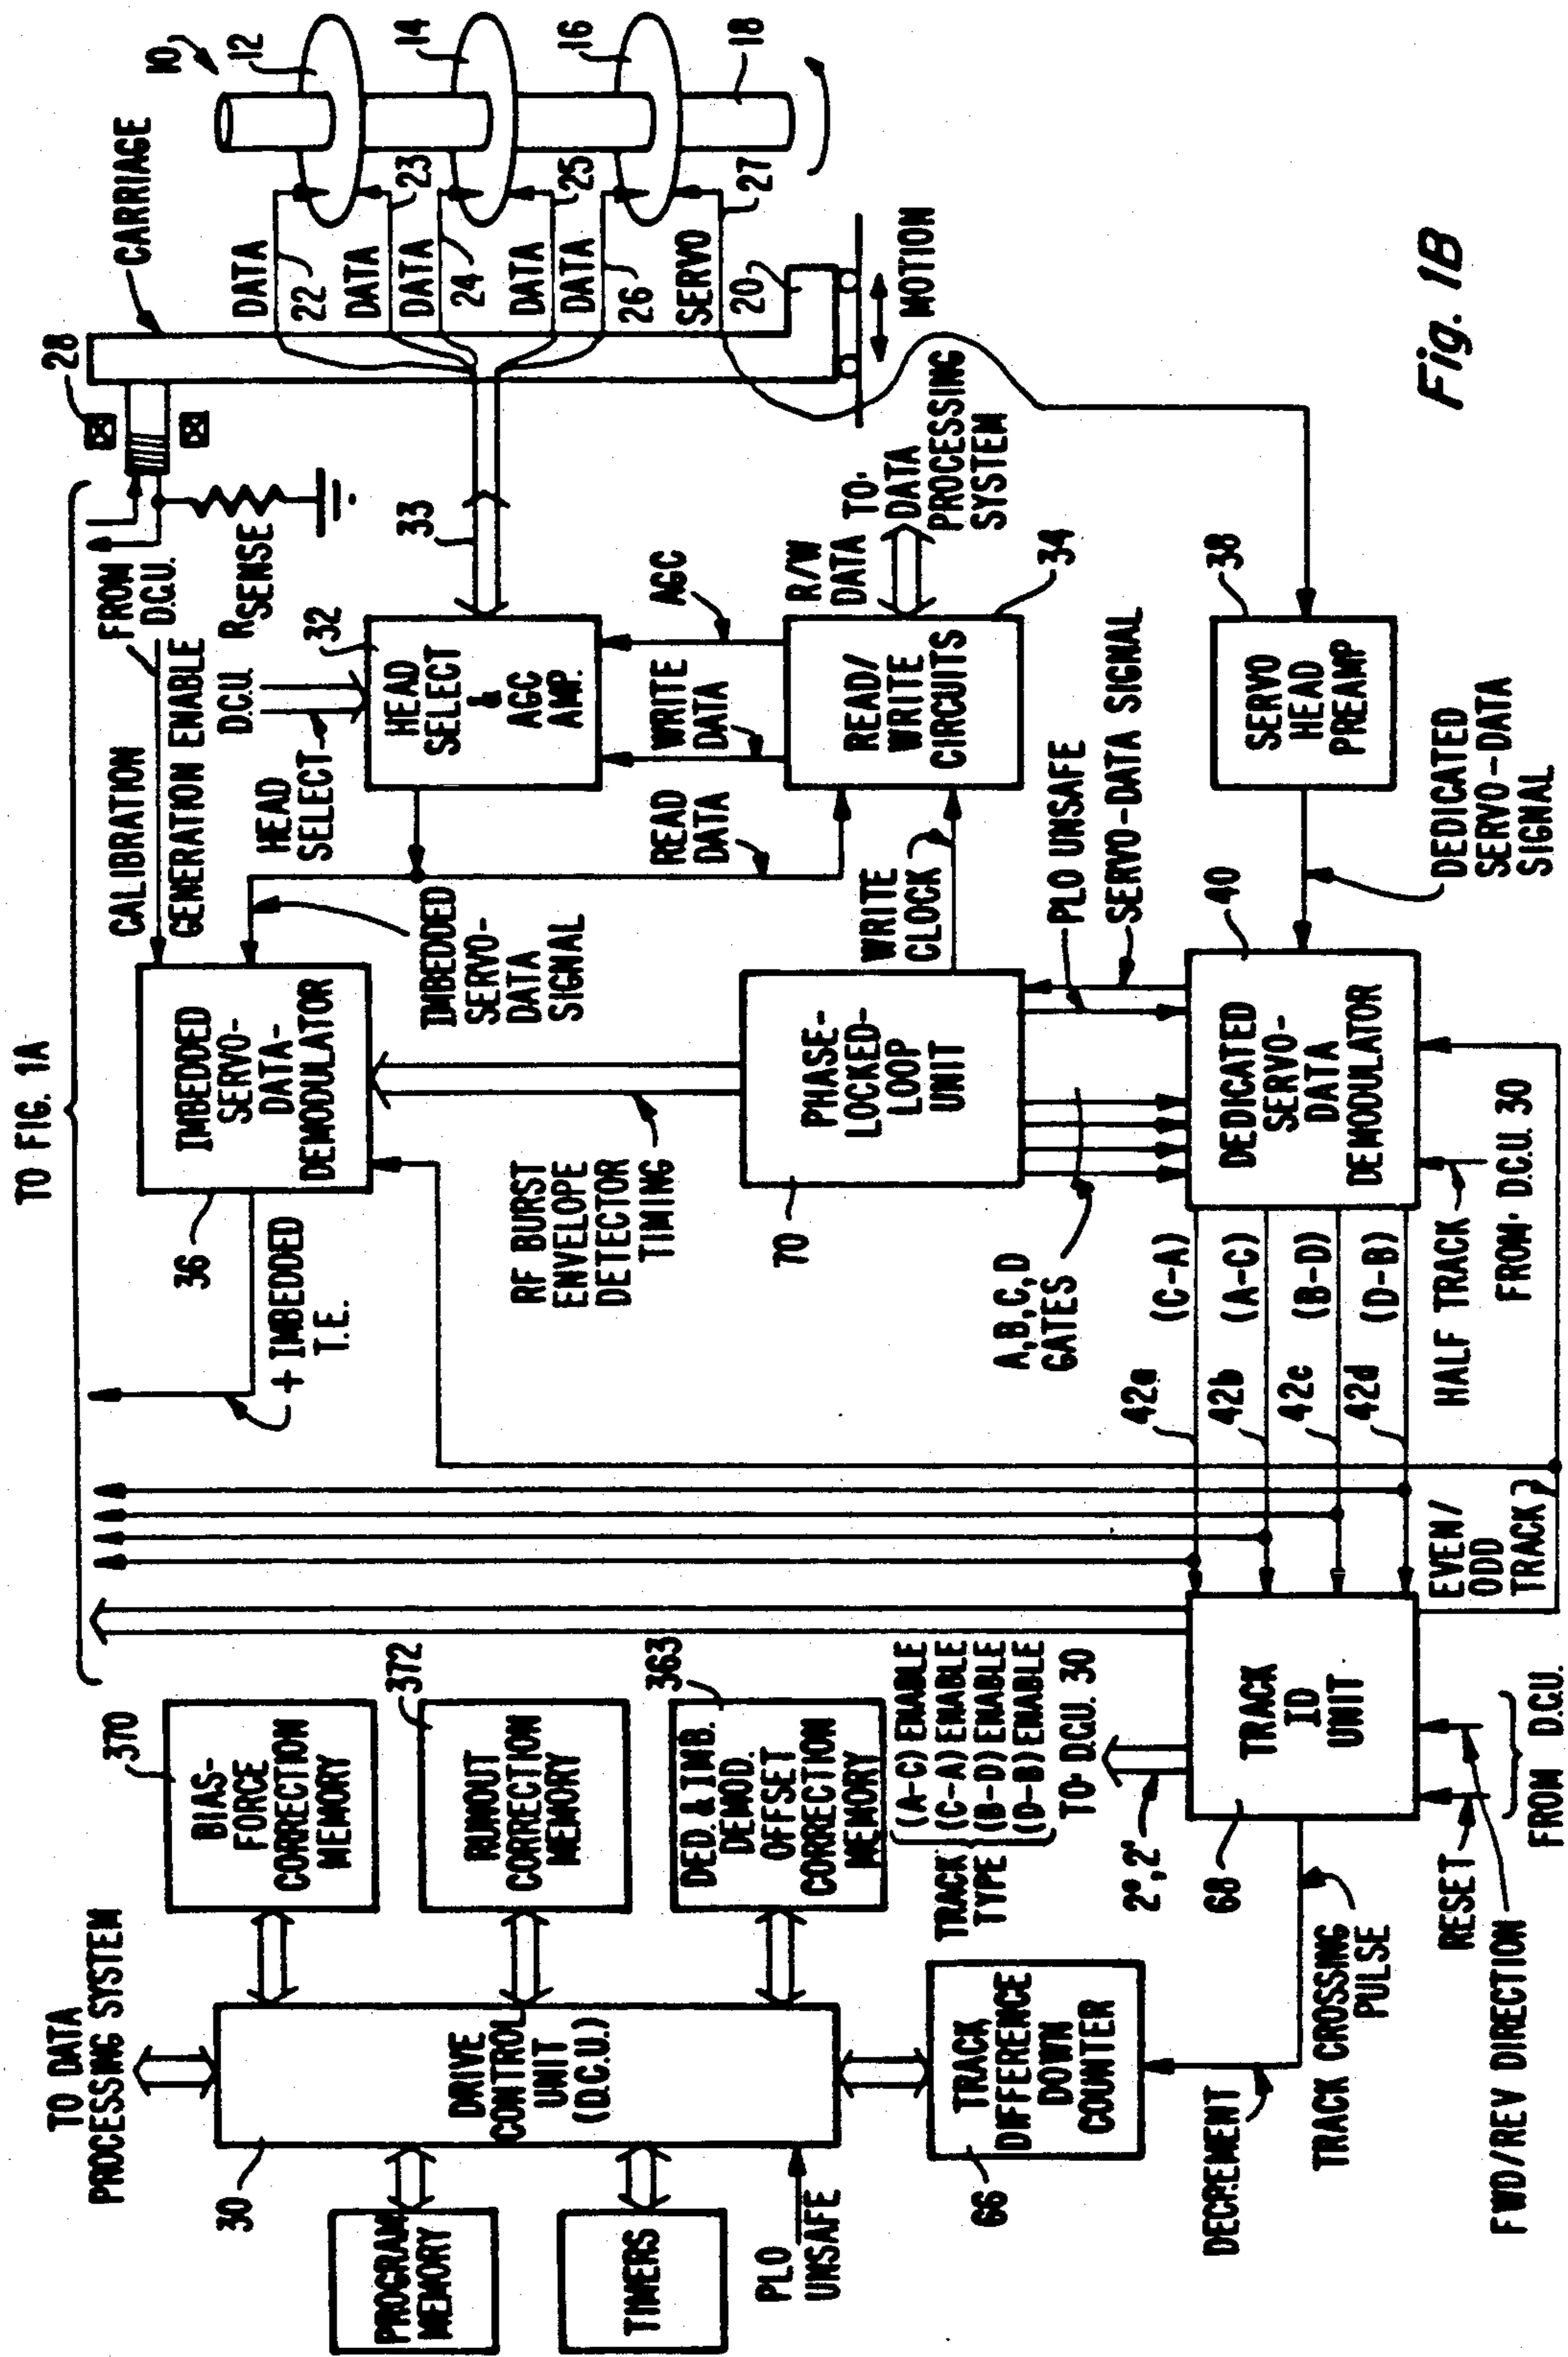 TO FIG. 1A
TO DATA
PROCESSING SYSTEM
30
PROGRAM
MEMORY
TIMERS
PLO
UNSAFE
DRIVE
CONTROL
UNIT
(D.C.U.)
370
BIAS-
FORCE
CORRECTION
MEMORY
372
RUNOUT
CORRECTION
MEMORY
363
DED. & IMB.
DEMOD.
OFFSET
CORRECTION
MEMORY
TRACK
DIFFERENCE
DOWN
COUNTER
66
DECREMENT
TRACK CROSSING
PULSE
TRACK
TYPE
(A-C) ENABLE
(C-A) ENABLE
(B-D) ENABLE
(D-B) ENABLE
TO D.C.U. 30
2°, 2'
68
TRACK
ID
UNIT
RESET
FWD/REV DIRECTION
FROM D.C.U.
EVEN/
ODD
TRACK
42a
42b
42c
42d
(C-A)
(A-C)
(B-D)
(D-B)
HALF TRACK
FROM D.C.U. 30
+ IMBEDDED
T.E.
36
IMBEDDED
SERVO-
DATA-
DEMODULATOR
RF BURST
ENVELOPE
DETECTOR
TIMING
70
PHASE-
LOCKED-
LOOP
UNIT
A,B,C,D
GATES
DEDICATED
SERVO-
DATA
DEMODULATOR
40
PLO UNSAFE
SERVO-DATA SIGNAL
WRITE
CLOCK
IMBEDDED
SERVO-
DATA
SIGNAL
READ
DATA
CALIBRATION
GENERATION ENABLE
FROM
D.C.U.
HEAD
SELECT
D.C.U.
RSENSE
32
HEAD
SELECT
&
AGC
AMP.
WRITE
DATA
AGC
READ/
WRITE
CIRCUITS
34
R/W
DATA
TO
DATA
PROCESSING
SYSTEM
38
SERVO
HEAD
PREAMP
DEDICATED
SERVO-DATA
SIGNAL
33
28
CARRIAGE
DATA
22
DATA
23
DATA
24
DATA
25
DATA
26
SERVO
27
20
MOTION
10
12
14
16
18
Fig. 1B